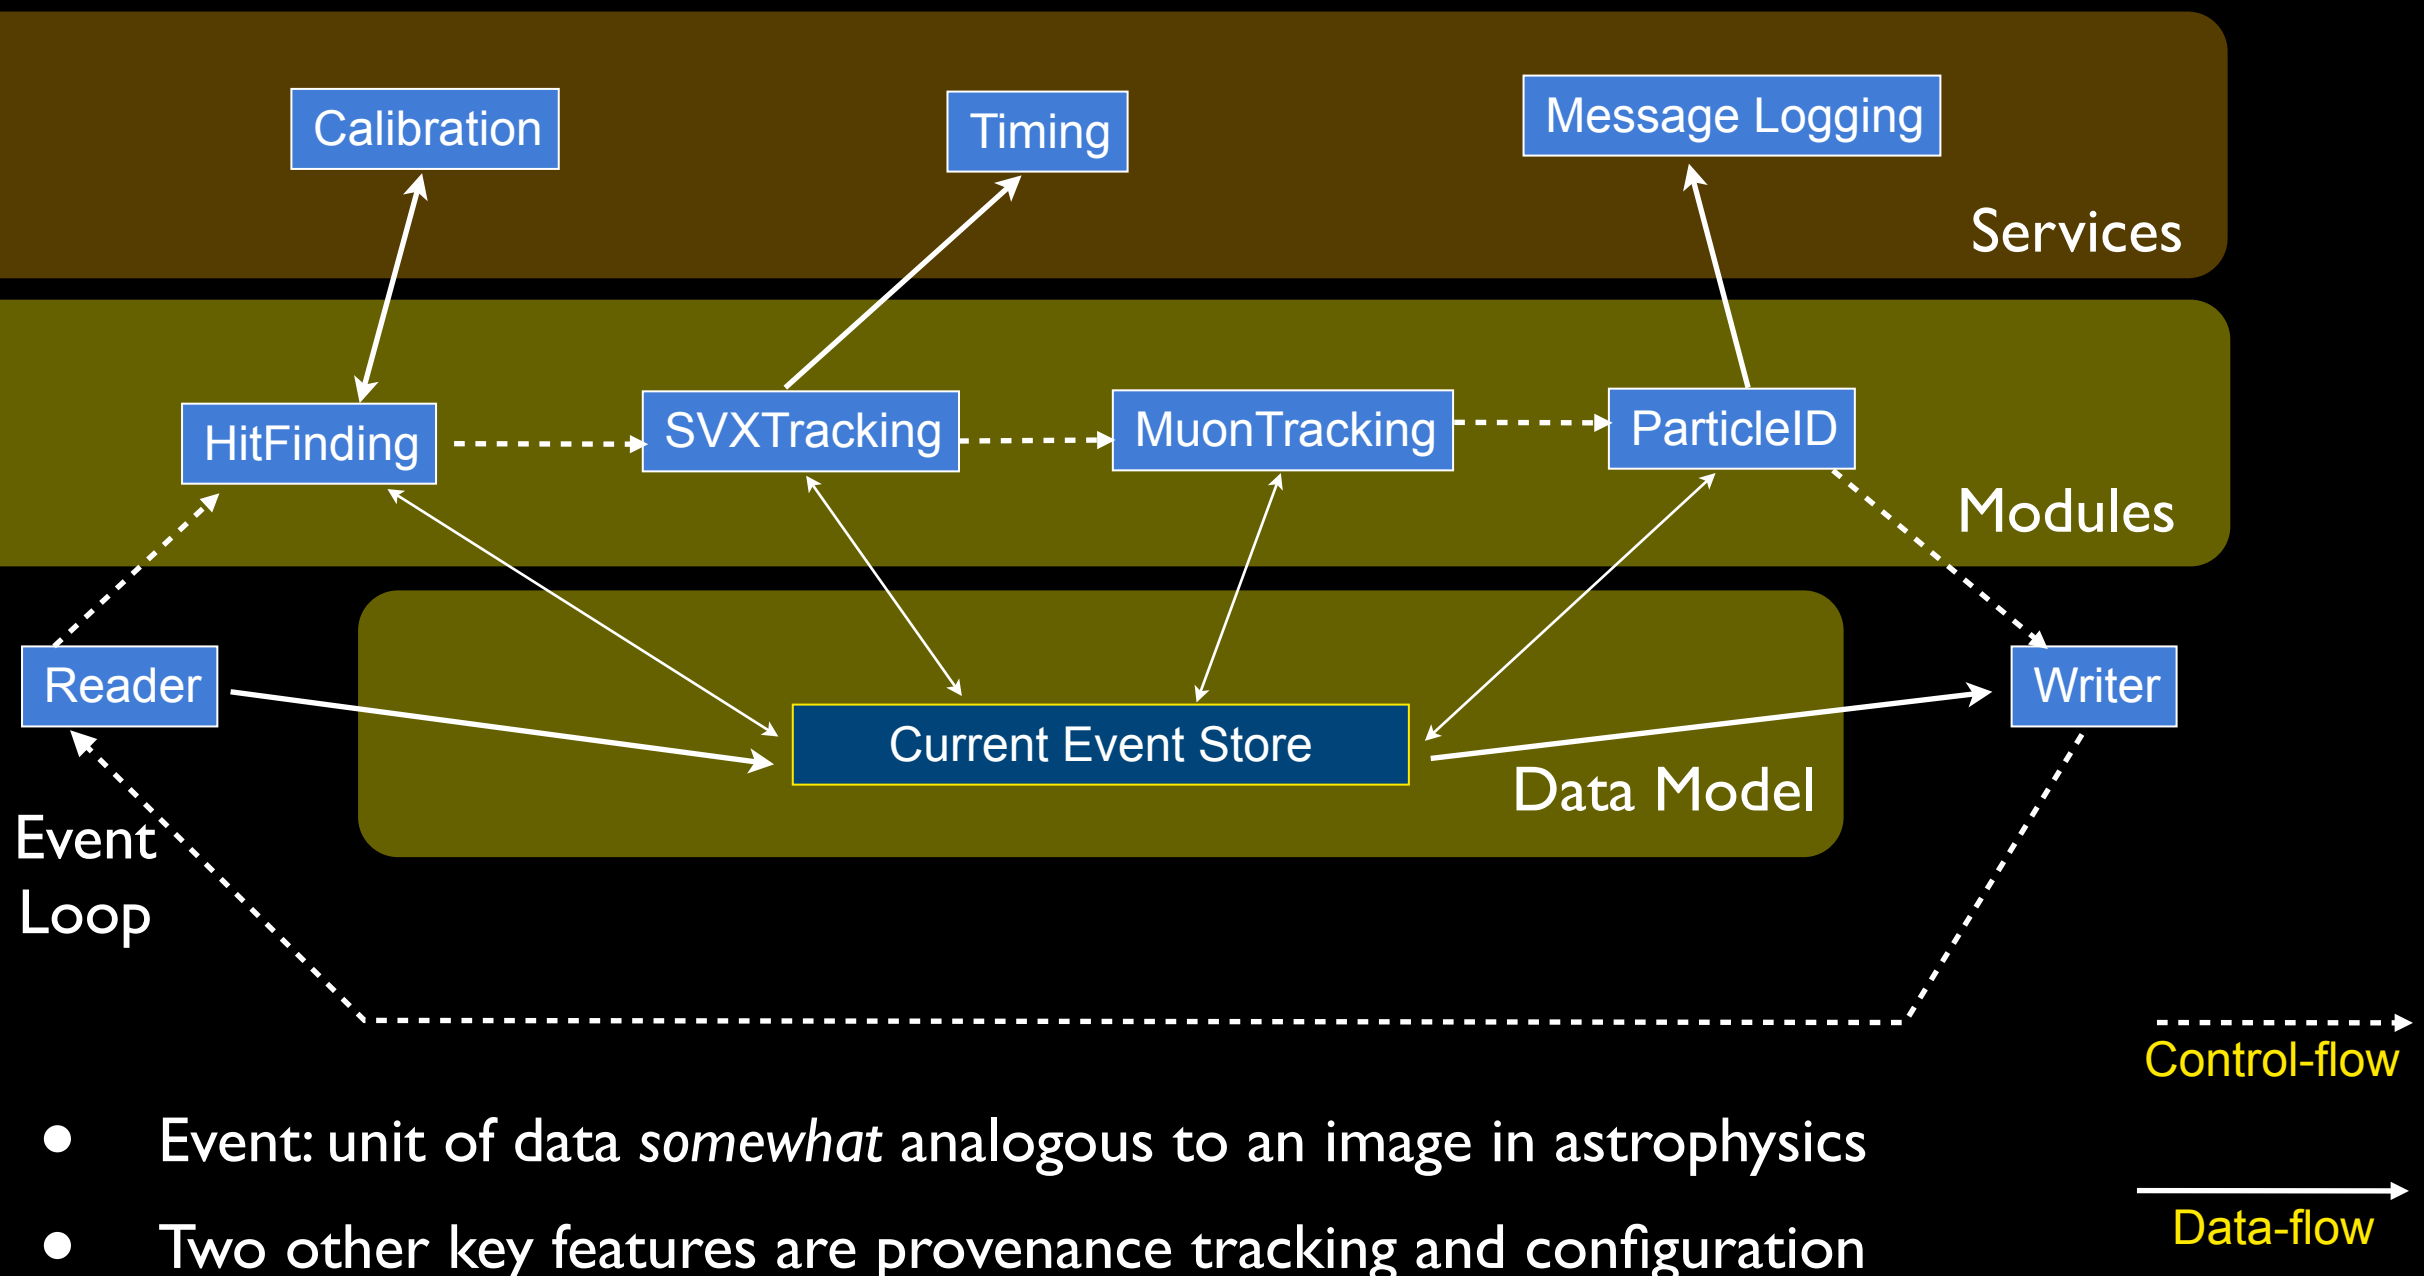 Calibration
Timing
Message Logging
Services
HitFinding
SVXTracking
MuonTracking
ParticleID
Modules
Reader
Current Event Store
Writer
Data Model
Event
Loop
Control-flow
● Event: unit of data somewhat analogous to an image in astrophysics
Data-flow
● Two other key features are provenance tracking and configuration